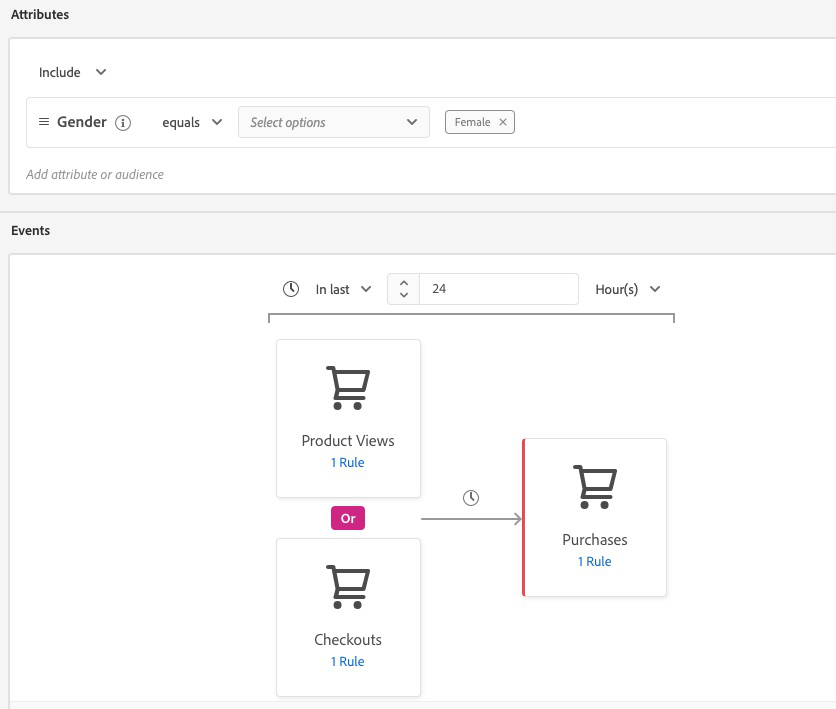 Attributes
Include
Gender equals Select options Female
Add attribute or audience
Events
In last 24 Hour(s)
Product Views
1 Rule
Or
Checkouts
1 Rule
Purchases
1 Rule